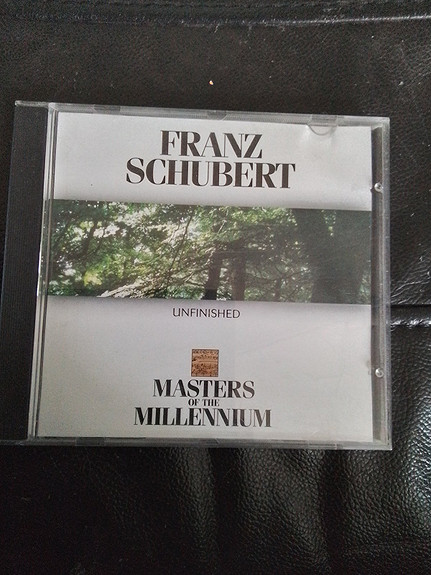 FRANZ
SCHUBERT
UNFINISHED
MASTERS
OF THE
MILLENNIUM